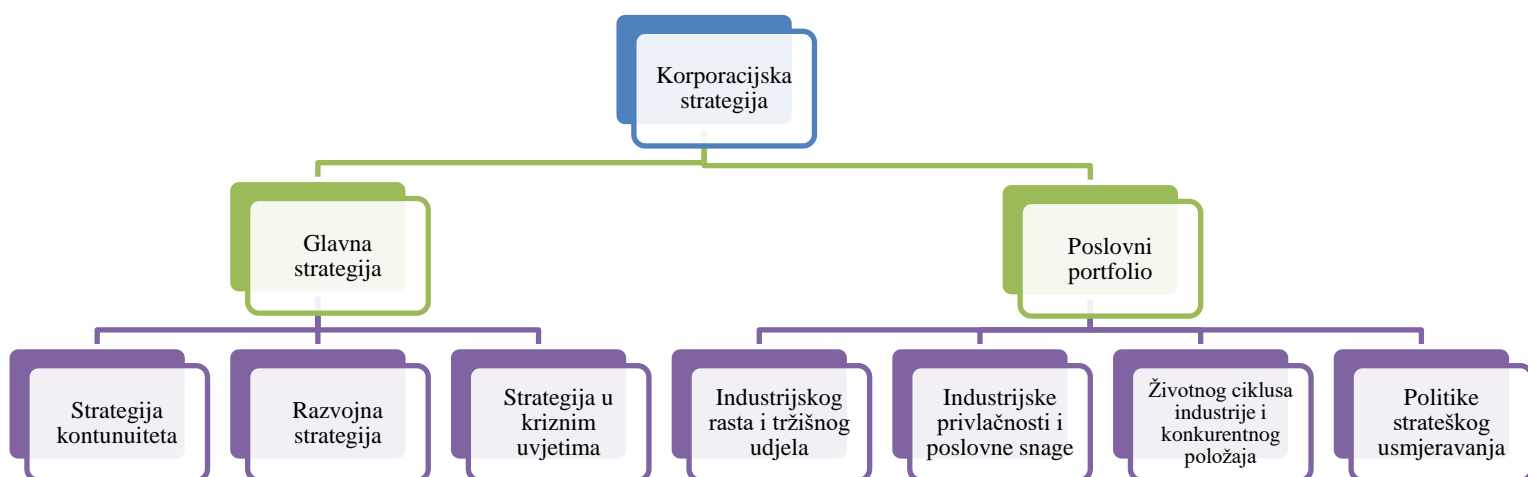 Korporacijska
strategija
Glavna
strategija
Poslovni
portfolio
Strategija
kontunuiteta
Razvojna
strategija
Strategija u
kriznim
uvjetima
Industrijskog
rasta i tržišnog
udjela
Industrijske
privlačnosti i
poslovne snage
Životnog ciklusa
industrije i
konkurentnog
položaja
Politike
strateškog
usmjeravanja